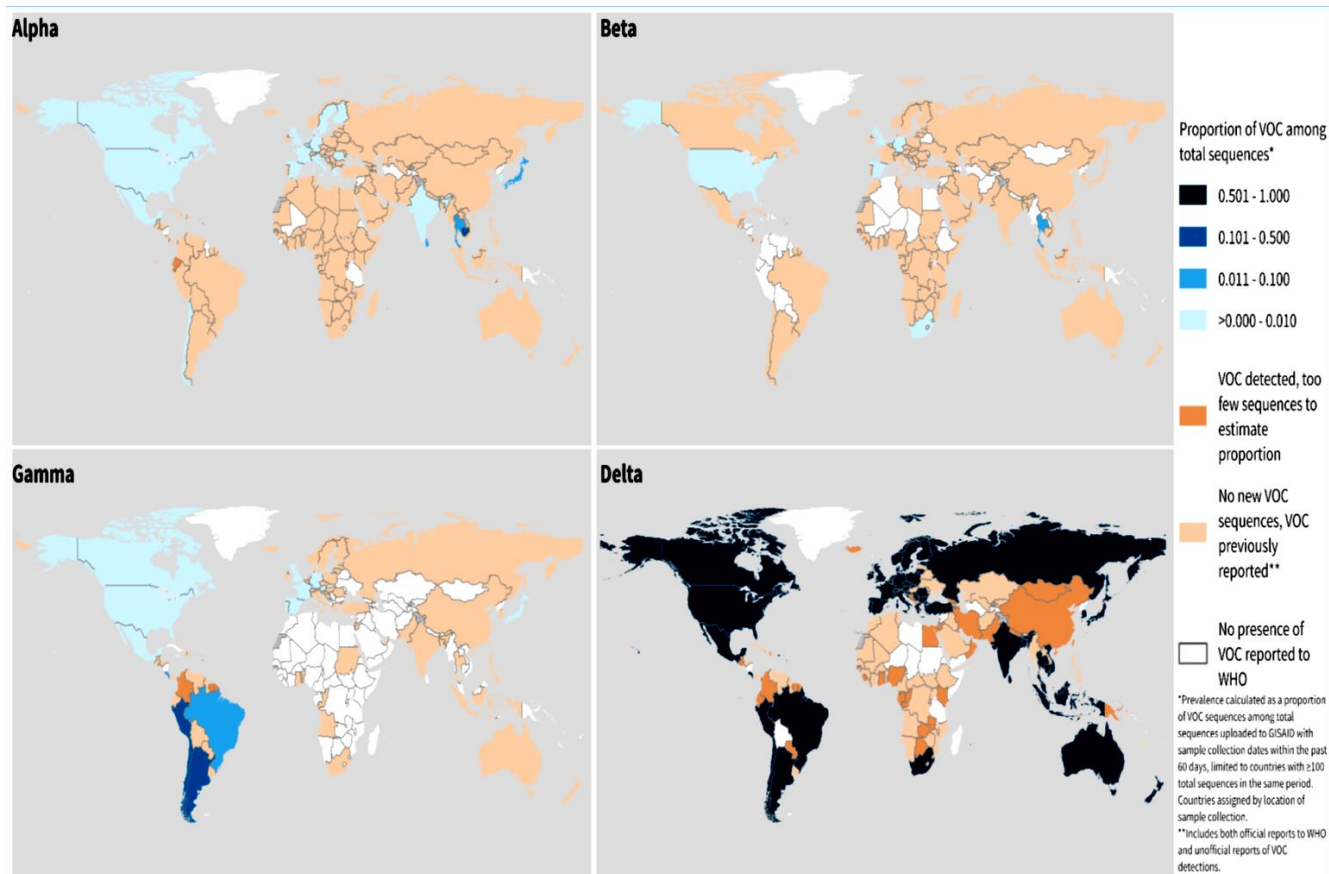 Alpha
Beta
Gamma
Delta
Proportion of VOC among
total sequences*
0.501 - 1.000
0.101 - 0.500
0.011 - 0.100
>0.000 - 0.010
VOC detected, too
few sequences to
estimate
proportion
No new VOC
sequences, VOC
previously
reported**
No presence of
VOC reported to
WHO
*Prevalence calculated as a proportion
of VOC sequences among total
sequences uploaded to GISAID with
sample collection dates within the past
60 days, limited to countries with ≥100
total sequences in the same period.
Countries assigned by location of
sample collection.
**Includes both official reports to WHO
and unofficial reports of VOC
detections.